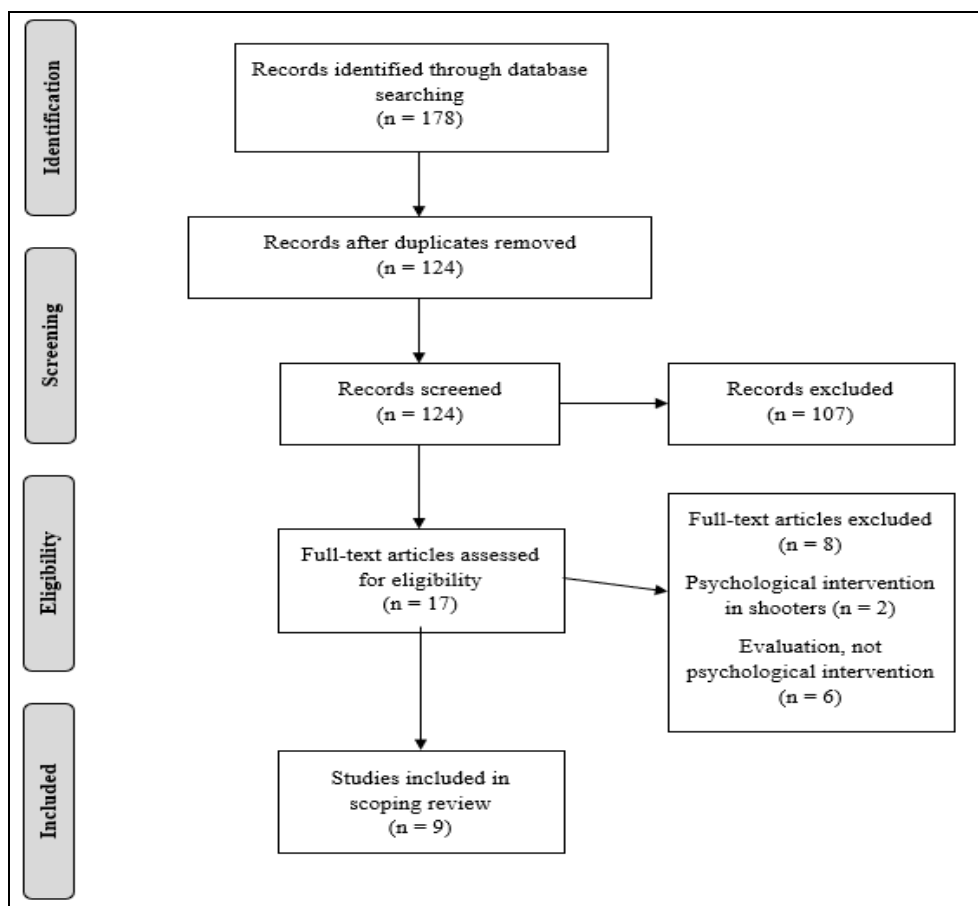 Identification
Records identified through database
searching
(n = 178)
Records after duplicates removed
(n = 124)
Screening
Records screened
(n = 124)
Records excluded
(n = 107)
Eligibility
Full-text articles assessed
for eligibility
(n = 17)
Full-text articles excluded
(n = 8)
Psychological intervention
in shooters (n = 2)
Evaluation, not
psychological intervention
(n = 6)
Included
Studies included in
scoping review
(n = 9)